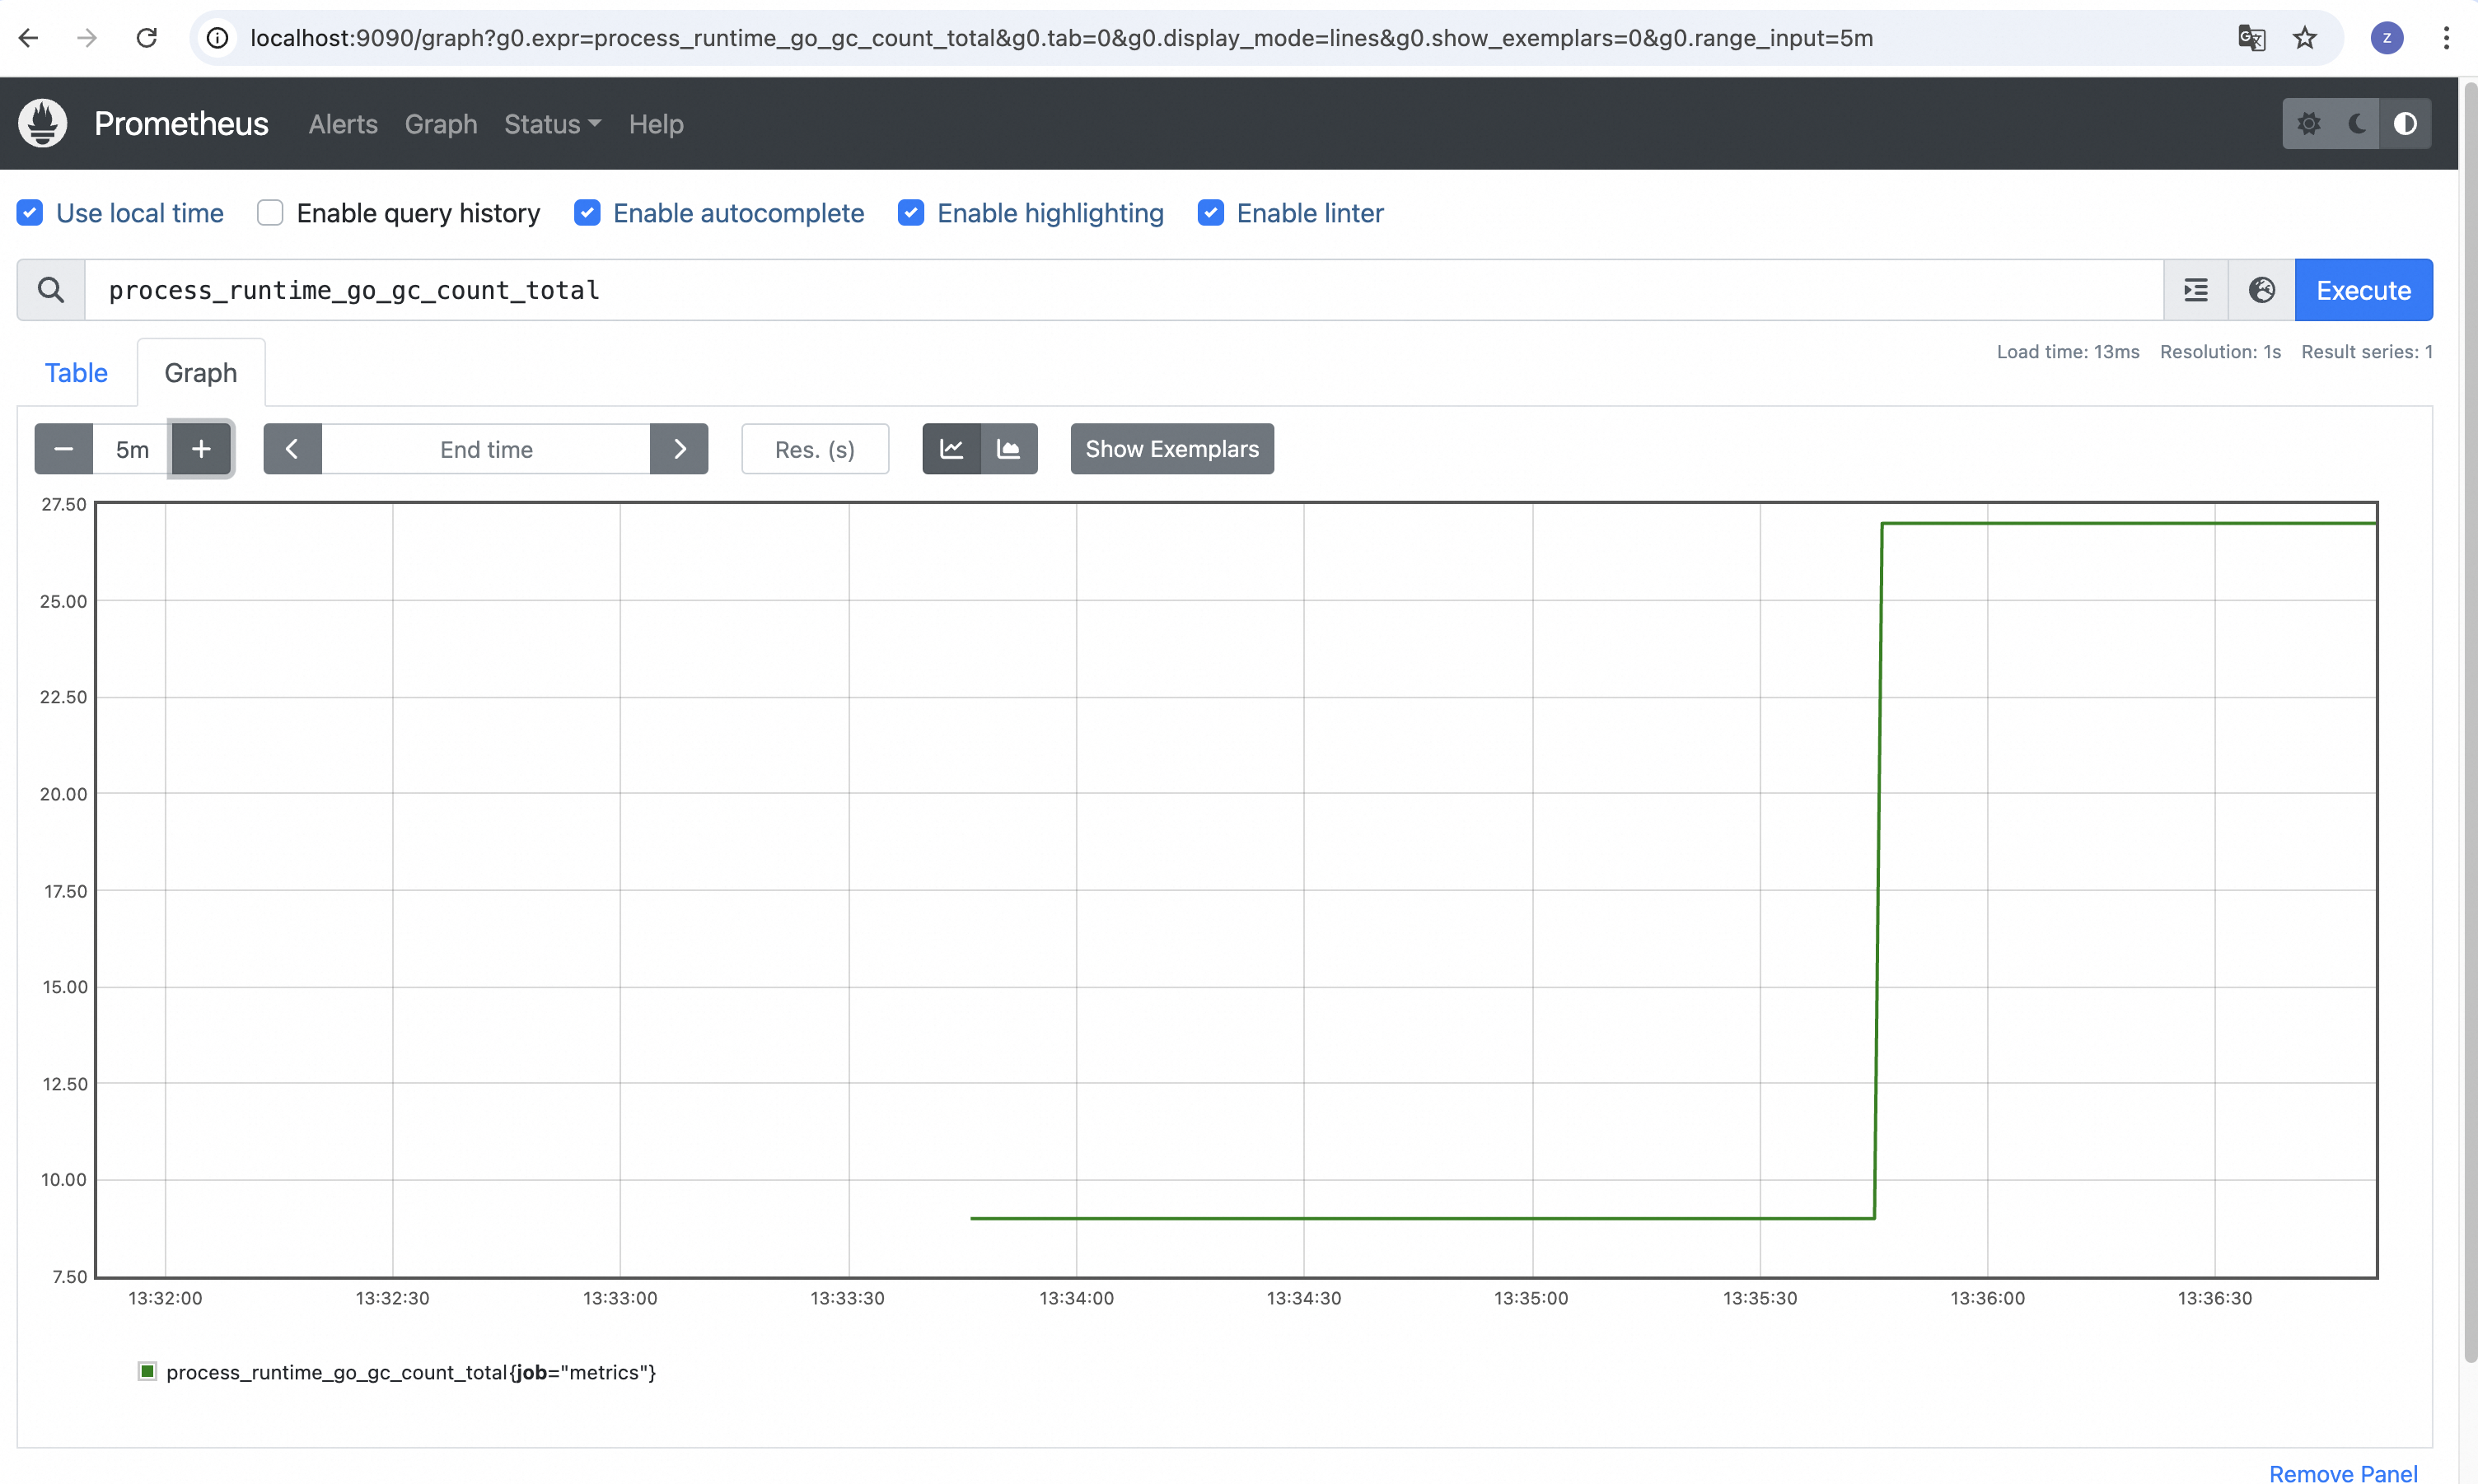 localhost:9090/graph?g0.expr=process_runtime_go_gc_count_total&g0.tab=0&g0.display_mode=lines&g0.show_exemplars=0&g0.range_input=5m
Z
Prometheus Alerts Graph Status Help
Use local time Enable query history Enable autocomplete Enable highlighting Enable linter
process_runtime_go_gc_count_total
Execute
Load time: 13ms Resolution: 1s Result series: 1
Table Graph
5m End time Res. (s) Show Exemplars
27.50
25.00
22.50
20.00
17.50
15.00
12.50
10.00
7.50
13:32:00 13:32:30 13:33:00 13:33:30 13:34:00 13:34:30 13:35:00 13:35:30 13:36:00 13:36:30
process_runtime_go_gc_count_total{job="metrics"}
Remove Panel